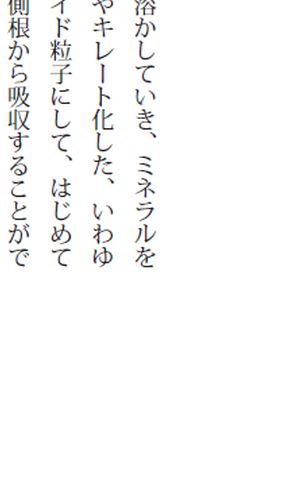 溶かしていき、ミネラルを
やキレート化した、いわゆ
イド粒子にして、はじめて
側根から吸収することがで